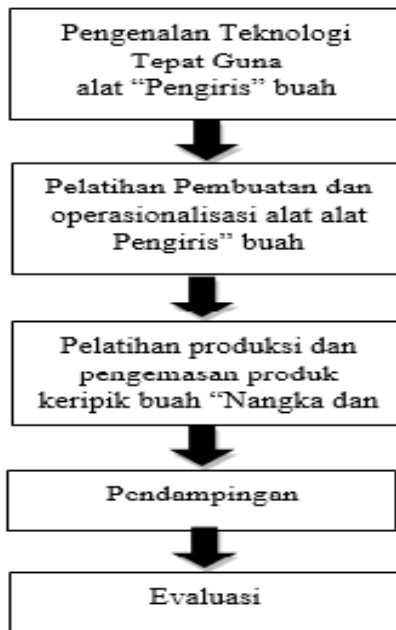 Pengenalan Teknologi
Tepat Guna
alat “Pengiris” buah
Pelatihan Pembuatan dan
operasionalisasi alat alat
Pengiris” buah
Pelatihan produksi dan
pengemasan produk
keripik buah “Nangka dan
Pendampingan
Evaluasi